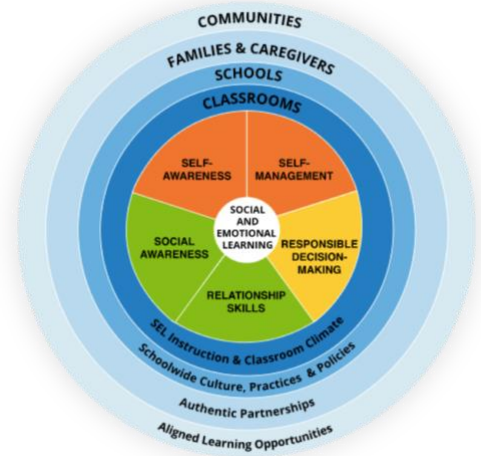 COMMUNITIES
FAMILIES & CAREGIVERS
SCHOOLS
CLASSROOMS
SELF-
AWARENESS
SELF-
MANAGEMENT
SOCIAL
AND
EMOTIONAL
LEARNING
SOCIAL
AWARENESS
RESPONSIBLE
DECISION-
MAKING
RELATIONSHIP
SKILLS
SEL Instruction & Classroom Climate
Schoolwide Culture, Practices & Policies
Authentic Partnerships
Aligned Learning Opportunities